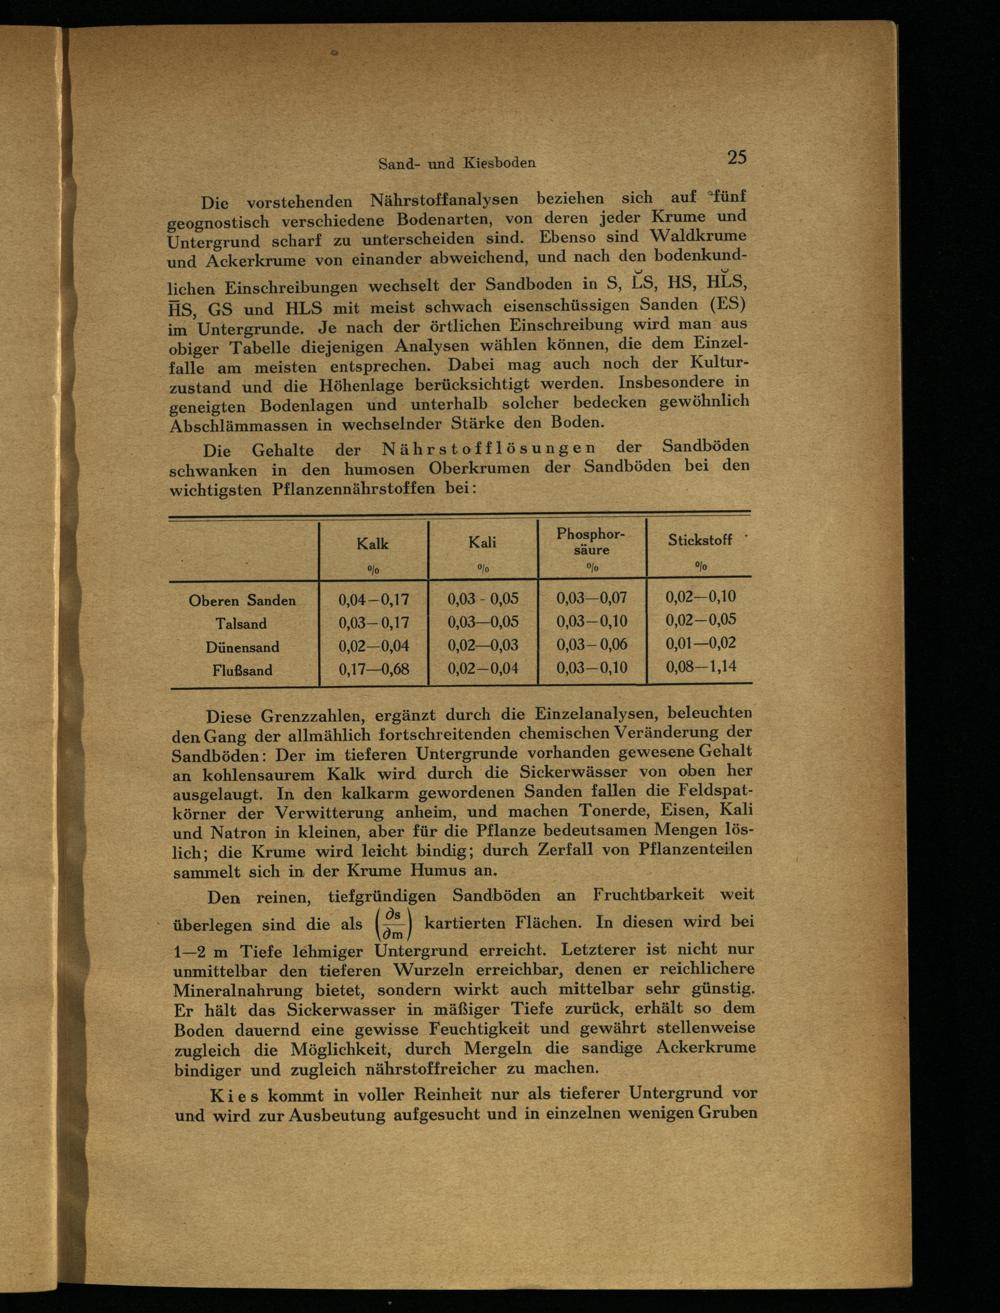 Sand- und Kiesboden 25
Die vorstehenden Nährstoffanalysen beziehen sich auf fünf
geognostisch verschiedene Bodenarten, von deren jeder Krume und
Untergrund scharf zu unterscheiden sind. Ebenso sind Waldkrume
und Ackerkrume von einander abweichend, und nach den bodenkund-
lichen Einschreibungen wechselt der Sandboden in S, L̆S, HS, HL̆S,
H̅S, GS und HLS mit meist schwach eisenschüssigen Sanden (ES)
im Untergrunde. Je nach der örtlichen Einschreibung wird man aus
obiger Tabelle diejenigen Analysen wählen können, die dem Einzel-
falle am meisten entsprechen. Dabei mag auch noch der Kultur-
zustand und die Höhenlage berücksichtigt werden. Insbesondere in
geneigten Bodenlagen und unterhalb solcher bedecken gewöhnlich
Abschlämmassen in wechselnder Stärke den Boden.
Die Gehalte der Nährstofflösungen der Sandböden
schwanken in den humosen Oberkrumen der Sandböden bei den
wichtigsten Pflanzennährstoffen bei:
Kalk Kali Phosphor- Stickstoff
säure
% % % %
Oberen Sanden 0,04—0,17 0,03 - 0,05 0,03—0,07 0,02—0,10
Talsand 0,03—0,17 0,03—0,05 0,03—0,10 0,02—0,05
Dünensand 0,02—0,04 0,02—0,03 0,03—0,06 0,01—0,02
Flußsand 0,17—0,68 0,02—0,04 0,03—0,10 0,08—1,14
Diese Grenzzahlen, ergänzt durch die Einzelanalysen, beleuchten
den Gang der allmählich fortschreitenden chemischen Veränderung der
Sandböden: Der im tieferen Untergrunde vorhanden gewesene Gehalt
an kohlensaurem Kalk wird durch die Sickerwässer von oben her
ausgelaugt. In den kalkarm gewordenen Sanden fallen die Feldspat-
körner der Verwitterung anheim, und machen Tonerde, Eisen, Kali
und Natron in kleinen, aber für die Pflanze bedeutsamen Mengen lös-
lich; die Krume wird leicht bindig; durch Zerfall von Pflanzenteilen
sammelt sich in der Krume Humus an.
Den reinen, tiefgründigen Sandböden an Fruchtbarkeit weit
überlegen sind die als (∂s/∂m) kartierten Flächen. In diesen wird bei
1—2 m Tiefe lehmiger Untergrund erreicht. Letzterer ist nicht nur
unmittelbar den tieferen Wurzeln erreichbar, denen er reichlichere
Mineralnahrung bietet, sondern wirkt auch mittelbar sehr günstig.
Er hält das Sickerwasser in mäßiger Tiefe zurück, erhält so dem
Boden dauernd eine gewisse Feuchtigkeit und gewährt stellenweise
zugleich die Möglichkeit, durch Mergeln die sandige Ackerkrume
bindiger und zugleich nährstoffreicher zu machen.
Kies kommt in voller Reinheit nur als tieferer Untergrund vor
und wird zur Ausbeutung aufgesucht und in einzelnen wenigen Gruben